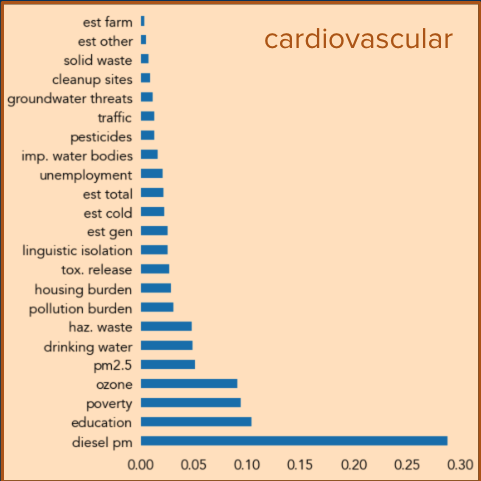 cardiovascular
est farm
est other
solid waste
cleanup sites
groundwater threats
traffic
pesticides
imp. water bodies
unemployment
est total
est cold
est gen
linguistic isolation
tox. release
housing burden
pollution burden
haz. waste
drinking water
pm2.5
ozone
poverty
education
diesel pm
0.00 0.05 0.10 0.15 0.20 0.25 0.30